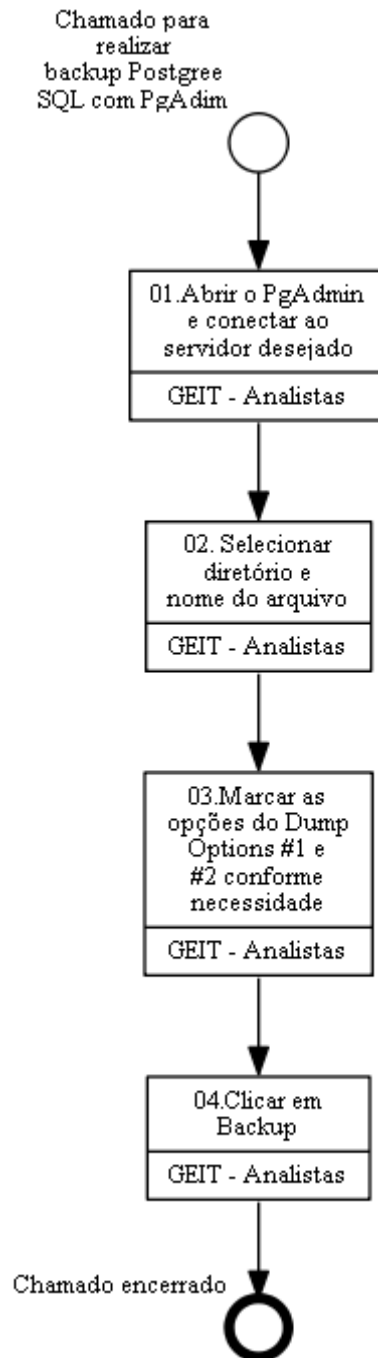 Chamado para
realizar
backup Postgree
SQL com PgAdim
01.Abrir o PgAdmin
e conectar ao
servidor desejado
GEIT - Analistas
02. Selecionar
diretório e
nome do arquivo
GEIT - Analistas
03.Marcar as
opções do Dump
Options #1 e
#2 conforme
necessidade
GEIT - Analistas
04.Clicar em
Backup
GEIT - Analistas
Chamado encerrado